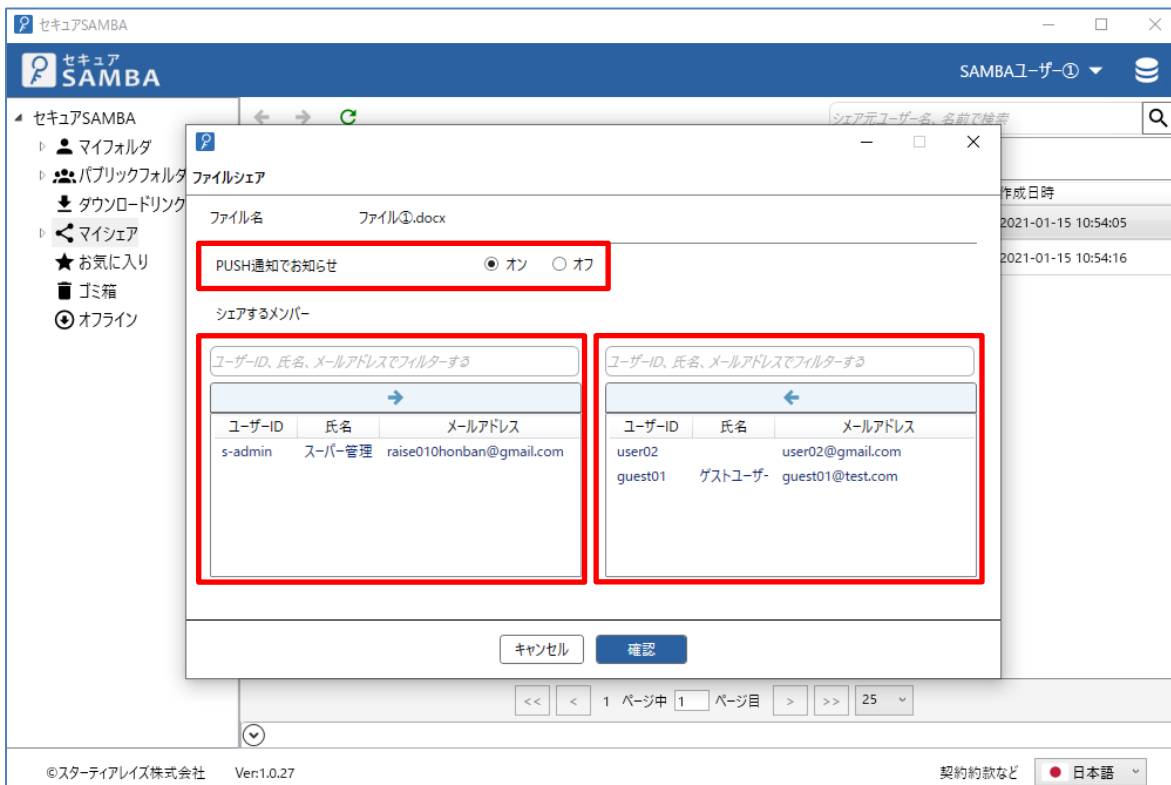 セキュアSAMBA
セキュア
SAMBA
SAMBAユーザー①
セキュアSAMBA
マイフォルダ
パブリックフォルダ
ダウンロードリンク
マイシェア
お気に入り
ゴミ箱
オフライン
シェア元ユーザー名、名前で検索
作成日時
2021-01-15 10:54:05
2021-01-15 10:54:16
ファイルシェア
ファイル名 ファイル①.docx
PUSH通知でお知らせ オン オフ
シェアするメンバー
ユーザーID、氏名、メールアドレスでフィルターする
ユーザーID 氏名 メールアドレス
s-admin スーパー管理 raise010honban@gmail.com
ユーザーID、氏名、メールアドレスでフィルターする
ユーザーID 氏名 メールアドレス
user02 user02@gmail.com
guest01 ゲストユーザ- guest01@test.com
キャンセル 確認
<< < 1 ページ中 1 ページ目 > >> 25
©スターティアレイズ株式会社 Ver:1.0.27 契約約款など 日本語